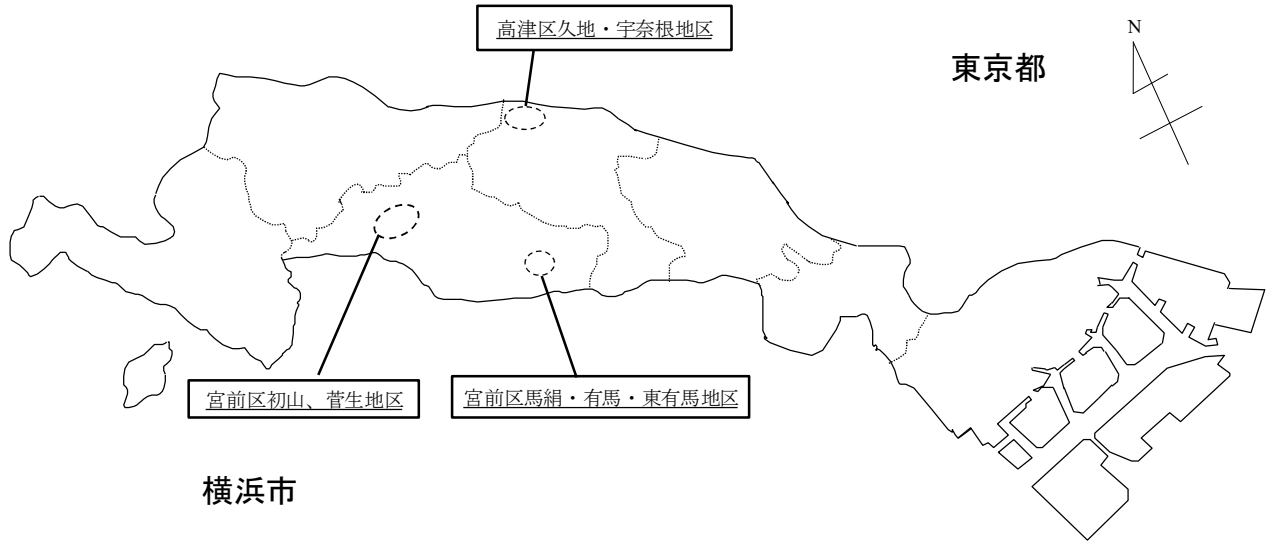 高津区久地・宇奈根地区
N
東京都
宮前区初山、菅生地区
宮前区馬絹・有馬・東有馬地区
横浜市